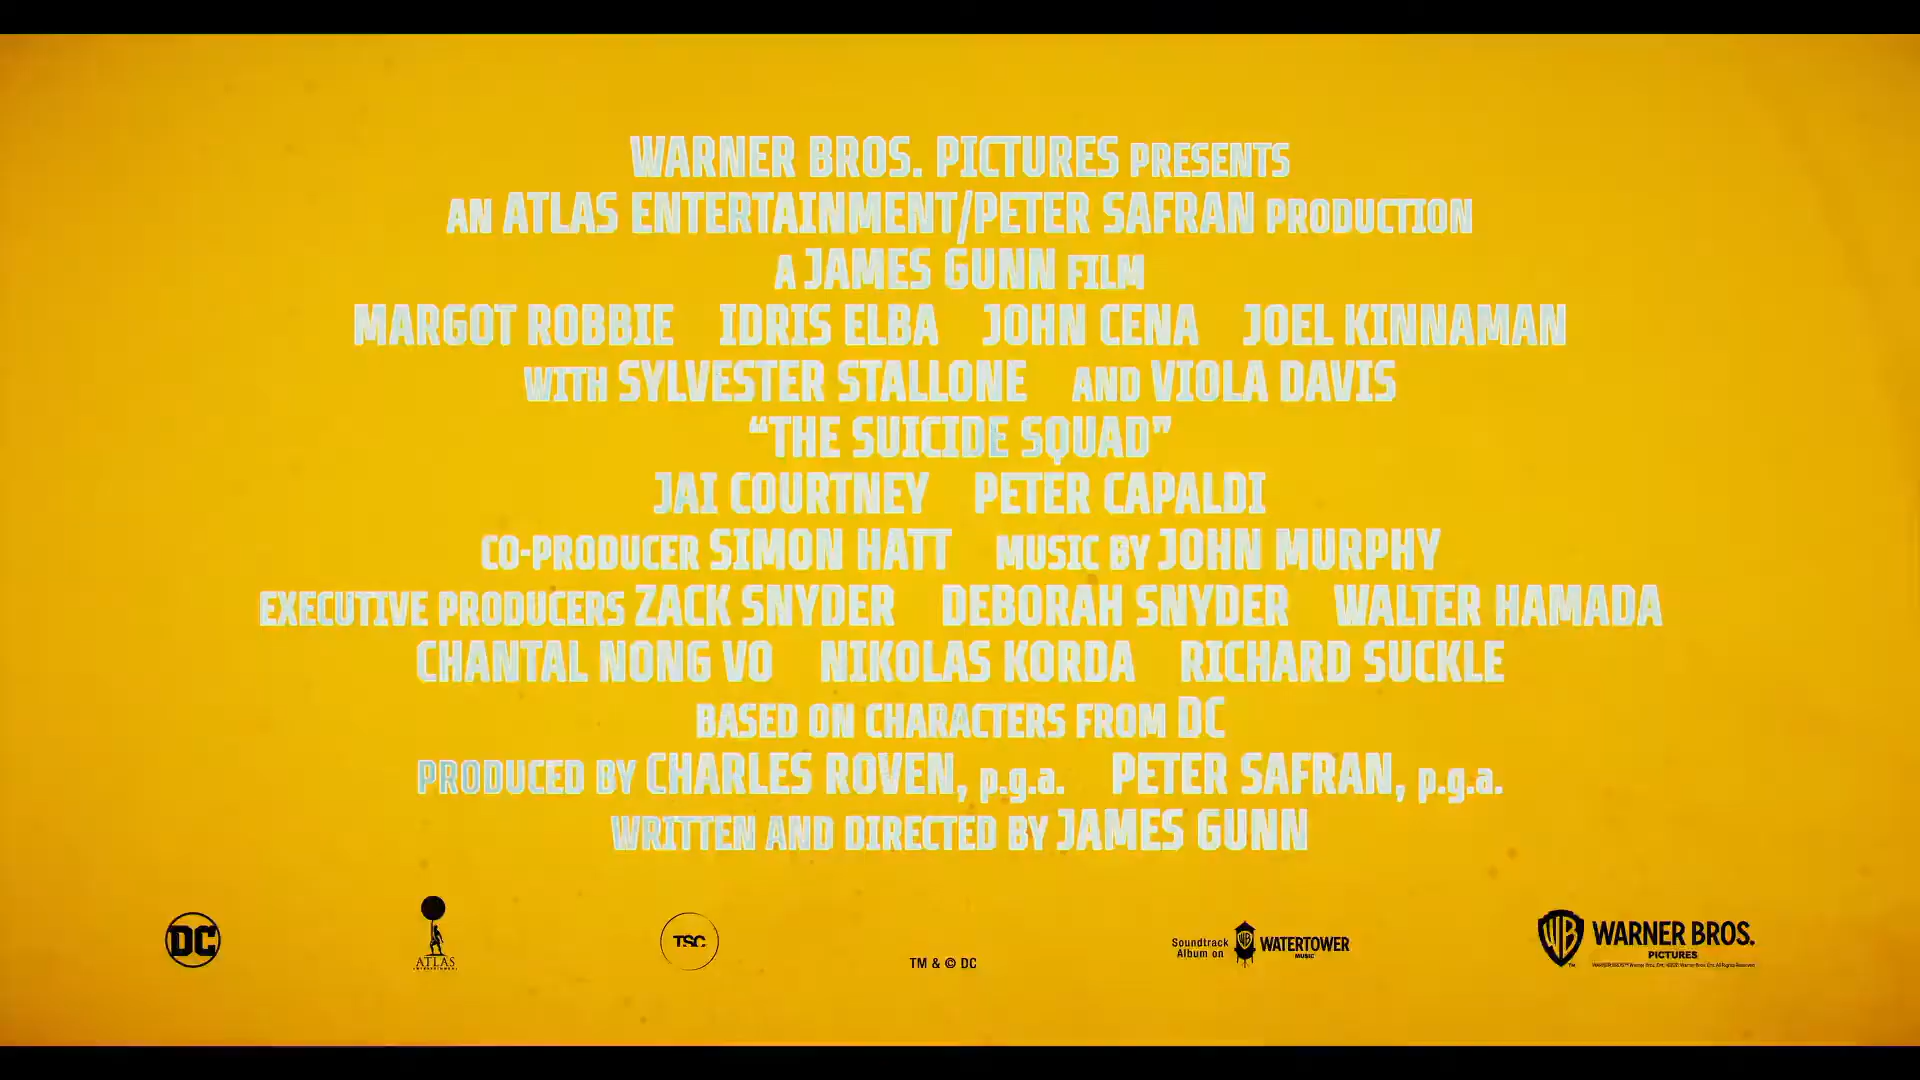 WARNER BROS. PICTURES PRESENTS
AN ATLAS ENTERTAINMENT/PETER SAFRAN PRODUCTION
A JAMES GUNN FILM
MARGOT ROBBIE IDRIS ELBA JOHN CENA JOEL KINNAMAN
WITH SYLVESTER STALLONE AND VIOLA DAVIS
“THE SUICIDE SQUAD”
JAI COURTNEY PETER CAPALDI
CO-PRODUCER SIMON HATT MUSIC BY JOHN MURPHY
EXECUTIVE PRODUCERS ZACK SNYDER DEBORAH SNYDER WALTER HAMADA
CHANTAL NONG VO NIKOLAS KORDA RICHARD SUCKLE
BASED ON CHARACTERS FROM DC
PRODUCED BY CHARLES ROVEN, p.g.a. PETER SAFRAN, p.g.a.
WRITTEN AND DIRECTED BY JAMES GUNN
DC
ATLAS
ENTERTAINMENT
TSC
TM & © DC
Soundtrack
Album on
WB
WATERTOWER
MUSIC
WB
WARNER BROS.
PICTURES